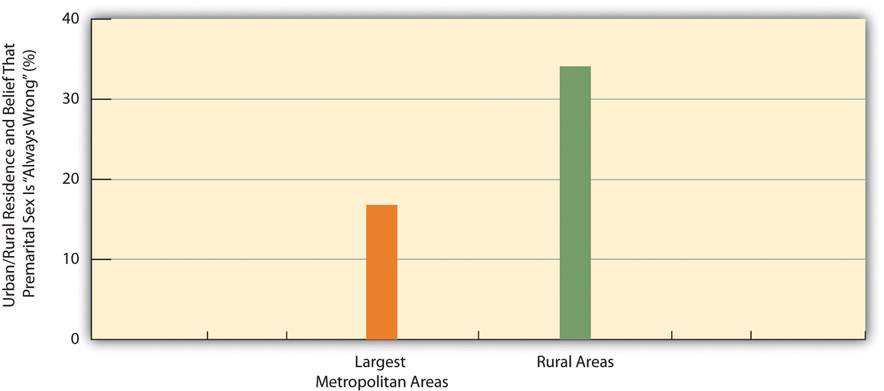 Urban/Rural Residence and Belief That
Premarital Sex Is “Always Wrong” (%)
40
30
20
10
0
Largest
Metropolitan Areas
Rural Areas